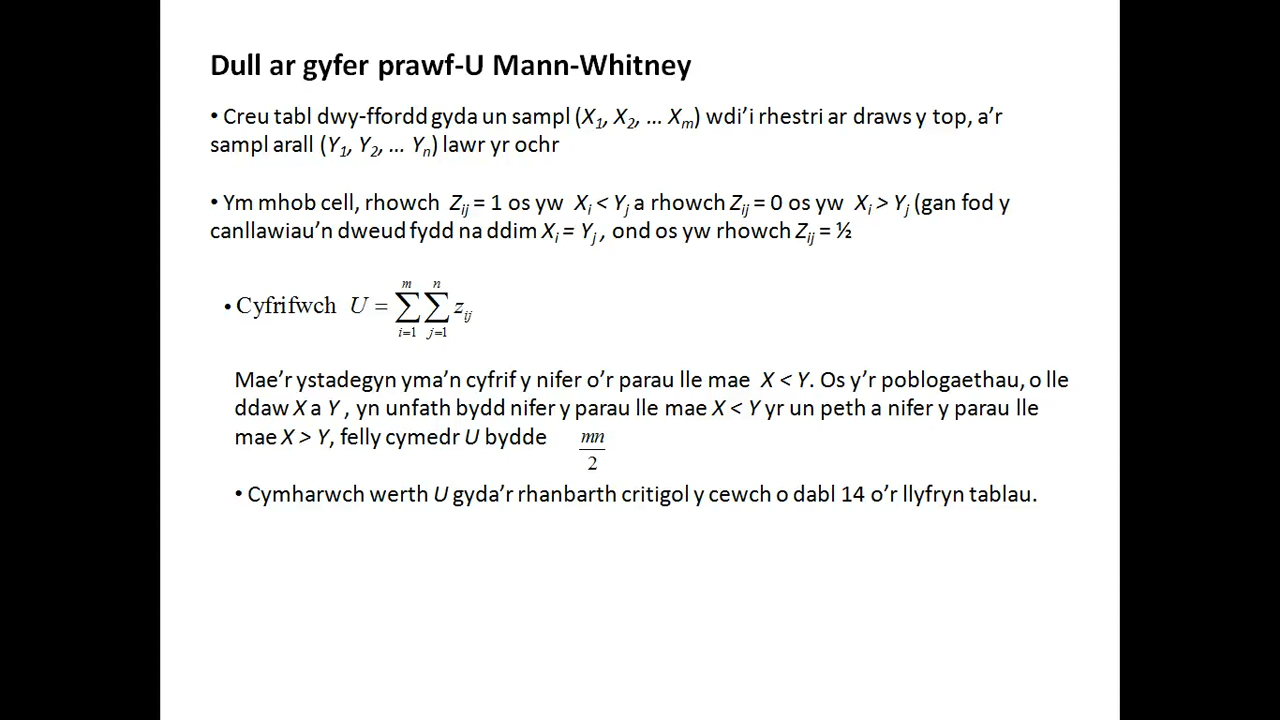 Dull ar gyfer prawf-U Mann-Whitney
• Creu tabl dwy-ffordd gyda un sampl (X₁, X₂, ... Xₘ) wdi’i rhestri ar draws y top, a’r
sampl arall (Y₁, Y₂, ... Yₙ) lawr yr ochr
• Ym mhob cell, rhowch Zᵢⱼ = 1 os yw Xᵢ < Yⱼ a rhowch Zᵢⱼ = 0 os yw Xᵢ > Yⱼ (gan fod y
canllawiau’n dweud fydd na ddim Xᵢ = Yⱼ , ond os yw rhowch Zᵢⱼ = ½
• Cyfrifwch U = ∑_{i=1}^{m} ∑_{j=1}^{n} zᵢⱼ
Mae’r ystadegyn yma’n cyfrif y nifer o’r parau lle mae X < Y. Os y’r poblogaethau, o lle
ddaw X a Y , yn unfath bydd nifer y parau lle mae X < Y yr un peth a nifer y parau lle
mae X > Y, felly cymedr U bydde mn/2
• Cymharwch werth U gyda’r rhanbarth critigol y cewch o dabl 14 o’r llyfryn tablau.